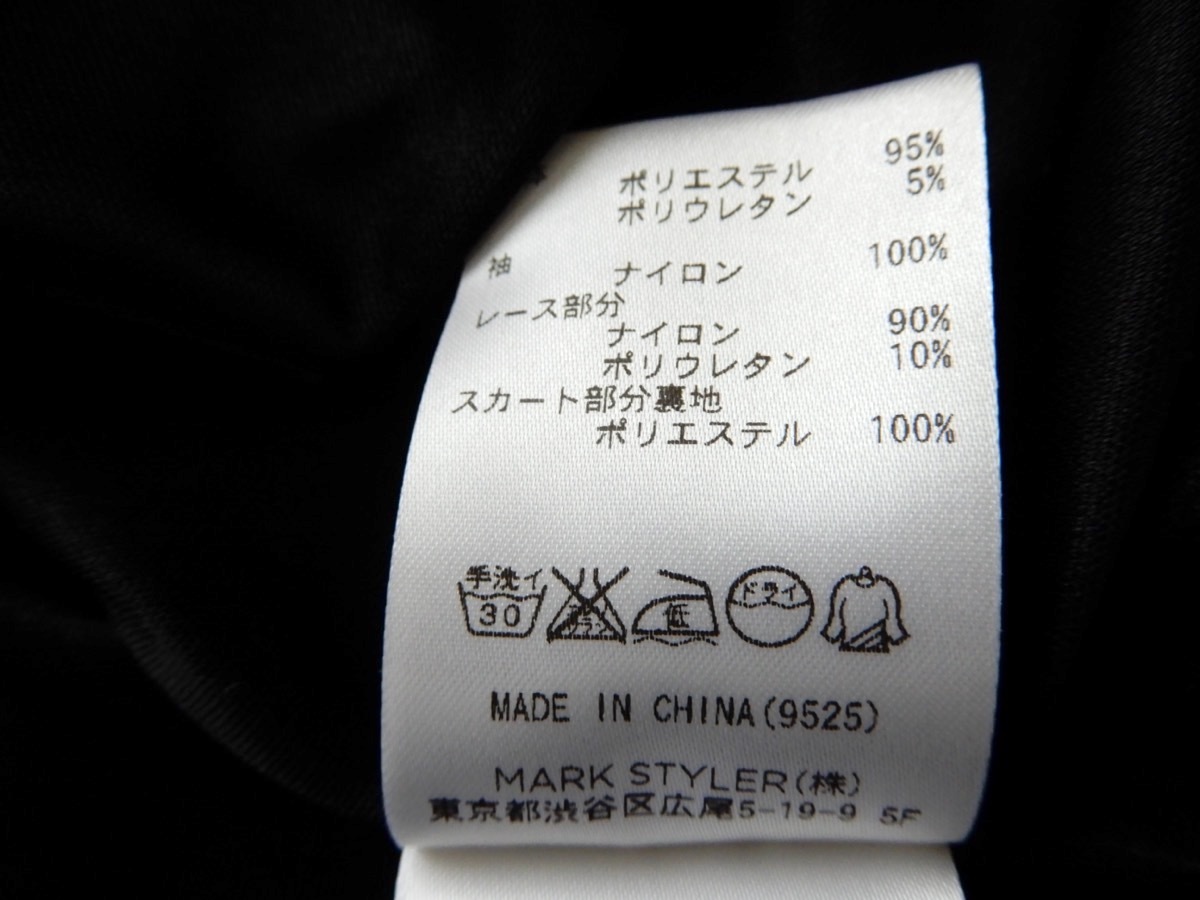 ポリエステル 95%
ポリウレタン 5%
袖
ナイロン 100%
レース部分
ナイロン 90%
ポリウレタン 10%
スカート部分裏地
ポリエステル 100%
手洗イ 30 低 ドライ
MADE IN CHINA(9525)
MARK STYLER(株)
東京都渋谷区広尾5-19-9 5F